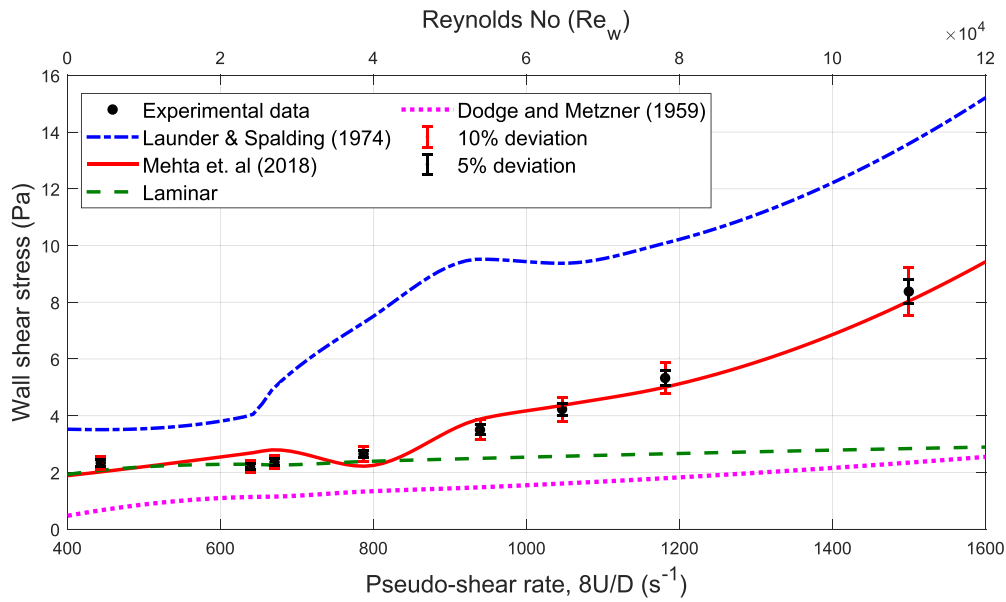 Reynolds No (Re_w)
×10^4
0 2 4 6 8 10 12
16
14
12
10
8
6
4
2
0
Wall shear stress (Pa)
Experimental data
Launder & Spalding (1974)
Mehta et. al (2018)
Laminar
Dodge and Metzner (1959)
10% deviation
5% deviation
400 600 800 1000 1200 1400 1600
Pseudo-shear rate, 8U/D (s^-1)